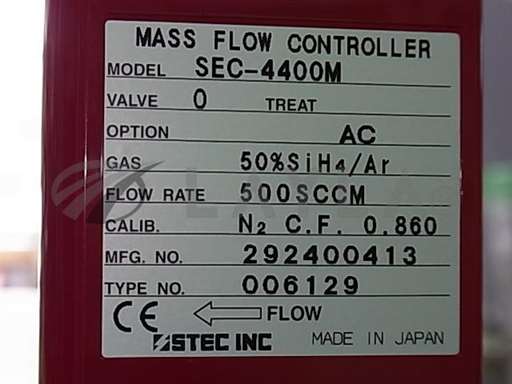 MASS FLOW CONTROLLER
MODEL SEC-4400M
VALVE O TREAT
OPTION AC
GAS 50%SiH4/Ar
FLOW RATE 500SCCM
CALIB. N2 C.F. 0.860
MFG. NO. 292400413
TYPE NO. 006129
CE FLOW
STEC INC MADE IN JAPAN